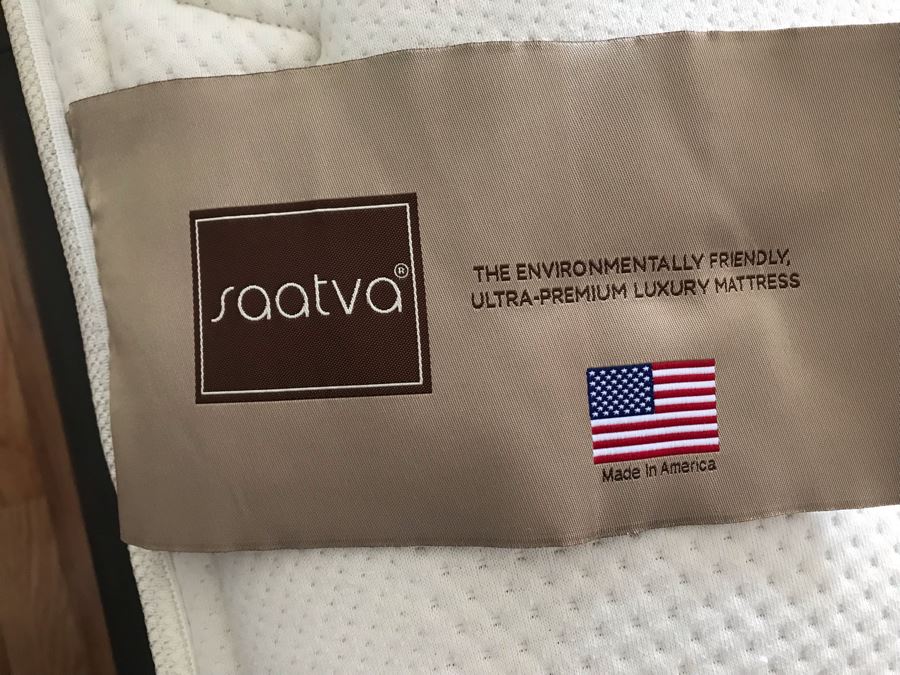 saatva®
THE ENVIRONMENTALLY FRIENDLY,
ULTRA-PREMIUM LUXURY MATTRESS
Made In America